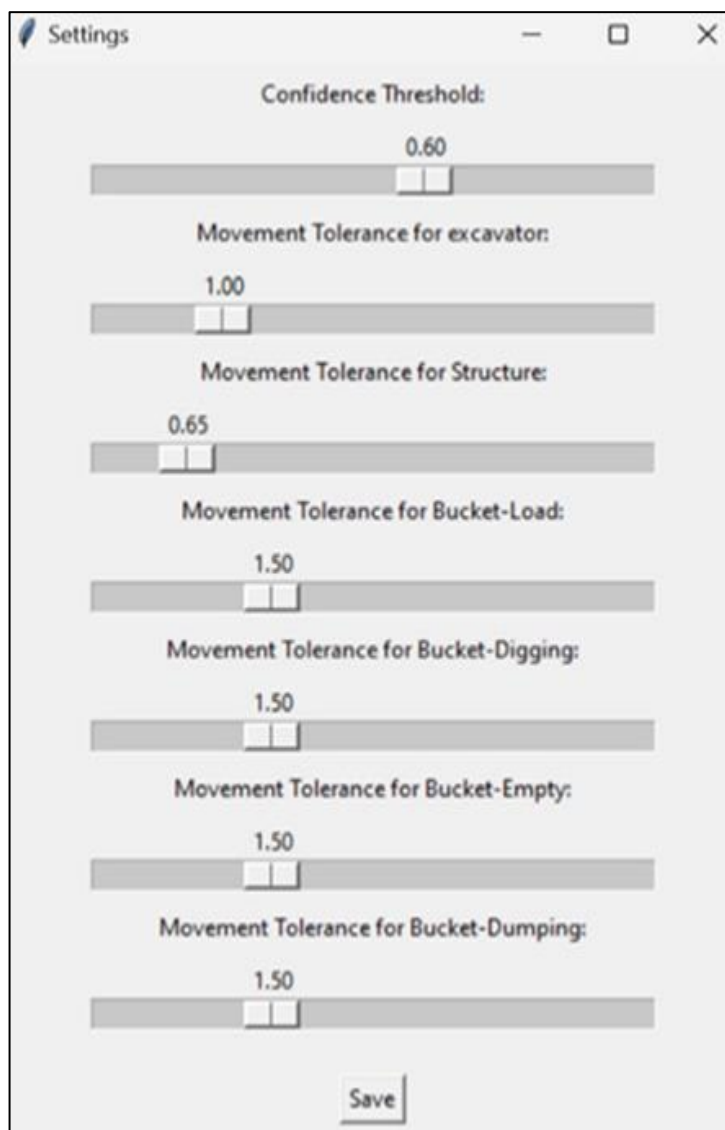 Settings
Confidence Threshold:
0.60
Movement Tolerance for excavator:
1.00
Movement Tolerance for Structure:
0.65
Movement Tolerance for Bucket-Load:
1.50
Movement Tolerance for Bucket-Digging:
1.50
Movement Tolerance for Bucket-Empty:
1.50
Movement Tolerance for Bucket-Dumping:
1.50
Save